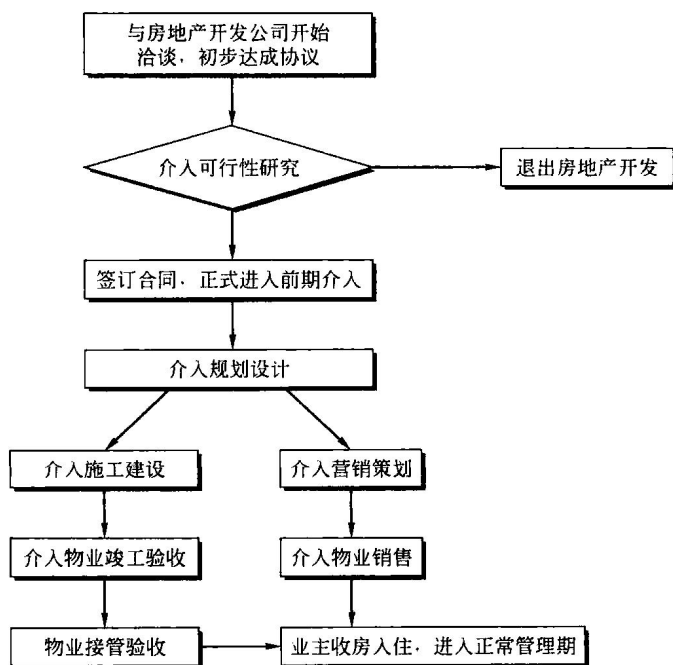 与房地产开发公司开始
洽谈，初步达成协议
介入可行性研究
退出房地产开发
签订合同，正式进入前期介入
介入规划设计
介入施工建设
介入营销策划
介入物业竣工验收
介入物业销售
物业接管验收
业主收房入住，进入正常管理期